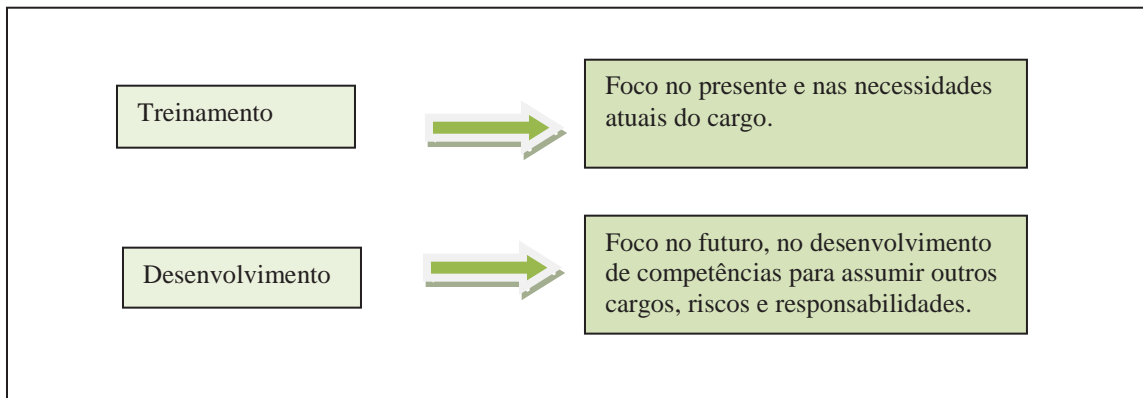 Treinamento
Foco no presente e nas necessidades
atuais do cargo.
Desenvolvimento
Foco no futuro, no desenvolvimento
de competências para assumir outros
cargos, riscos e responsabilidades.